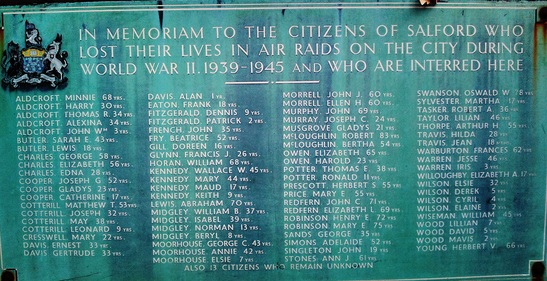 IN MEMORIAM TO THE CITIZENS OF SALFORD WHO
LOST THEIR LIVES IN AIR RAIDS ON THE CITY DURING
WORLD WAR II. 1939-1945 AND WHO ARE INTERRED HERE
ALDCROFT, MINNIE 68 YRS.
ALDCROFT, HARRY 30 YRS.
ALDCROFT, THOMAS R. 34 YRS.
ALDCROFT, ALEXINA 34 YRS.
ALDCROFT, JOHN WM 3 YRS.
BUTLER, SARAH E. 43 YRS.
BUTLER, LEWIS 18 YRS.
CHARLES, GEORGE 58 YRS.
CHARLES, ELIZABETH 56 YRS.
CHARLES, EDNA 28 YRS.
COOPER, JOSEPH G. 52 YRS.
COOPER, GLADYS 23 YRS.
COOPER, CATHERINE 17 YRS.
COTTERILL, MATTHEW T. 53 YRS.
COTTERILL, JOSEPH 32 YRS.
COTTERILL, MAY 38 YRS.
COTTERILL, LEONARD 9 YRS.
CRESSWELL, MARY 22 YRS.
DAVIS, ERNEST 33 YRS.
DAVIS, GERTRUDE 33 YRS.
DAVIS, ALAN 1 YR.
EATON, FRANK 18 YRS.
FITZGERALD, DENNIS 9 YRS.
FITZGERALD, PATRICK 2 YRS.
FRENCH, JOHN 35 YRS.
FRY, BEATRICE 52 YRS.
GILL, DOREEN 16 YRS.
GLYNN, FRANCIS J. 26 YRS.
HORAN, WILLIAM 68 YRS.
KENNEDY, WALLACE W. 45 YRS.
KENNEDY, MARY 44 YRS.
KENNEDY, MAUD 17 YRS.
KENNEDY, KEITH 9 YRS.
LEWIS, ABRAHAM 70 YRS.
MIDGLEY, WILLIAM B. 37 YRS.
MIDGLEY, ISABEL 39 YRS.
MIDGLEY, NORMAN 13 YRS.
MIDGLEY, BERYL 8 YRS.
MOORHOUSE, GEORGE C. 43 YRS.
MOORHOUSE, ANNIE 42 YRS.
MOORHOUSE, ELSIE 7 YRS.
MORRELL, JOHN J. 60 YRS.
MORRELL, ELLEN H. 60 YRS.
MURPHY, JOHN 69 YRS.
MURRAY, JOSEPH C. 24 YRS.
MUSGROVE, GLADYS 21 YRS.
McLOUGHLIN, ROBERT 83 YRS.
McLOUGHLIN, BERTHA 54 YRS.
OWEN, ELIZABETH 65 YRS.
OWEN, HAROLD 23 YRS.
POTTER, THOMAS E. 38 YRS.
POTTER, RONALD 11 YRS.
PRESCOTT, HERBERT S. 55 YRS.
PRICE, MARY E. 55 YRS.
REDFERN, JOHN C. 71 YRS.
REDFERN, ELIZABETH L. 69 YRS.
ROBINSON, HENRY E. 72 YRS.
ROBINSON, MARY E. 75 YRS.
SANDS, GEORGE 35 YRS.
SIMONS, ADELAIDE 52 YRS.
SINGLETON, JOHN 19 YRS.
STONES, ANN J. 61 YRS.
SWANSON, OSWALD W. 78 YRS.
SYLVESTER, MARTHA 17 YRS.
TASKER, ROBERT A. 36 YRS.
TAYLOR, LILIAN 46 YRS.
THORPE, ARTHUR H. 55 YRS.
TRAVIS, HILDA 28 YRS.
TRAVIS, JEAN 18 YRS.
WARBURTON, FRANCES 62 YRS.
WARREN, JESSE 46 YRS.
WARREN, IRIS 3 YRS.
WILLOUGHBY, ELIZABETH A. 17 YRS.
WILSON, ELSIE 32 YRS.
WILSON, DEREK 5 YRS.
WILSON, CYRIL 4 YRS.
WILSON, ELAINE 2 YRS.
WISEMAN, WILLIAM 45 YRS.
WOOD, LILLIAN 7 YRS.
WOOD, DAVID 5 YRS.
WOOD, MAVIS 2 YRS.
YOUNG, HERBERT V. 66 YRS.
ALSO 13 CITIZENS WHO REMAIN UNKNOWN